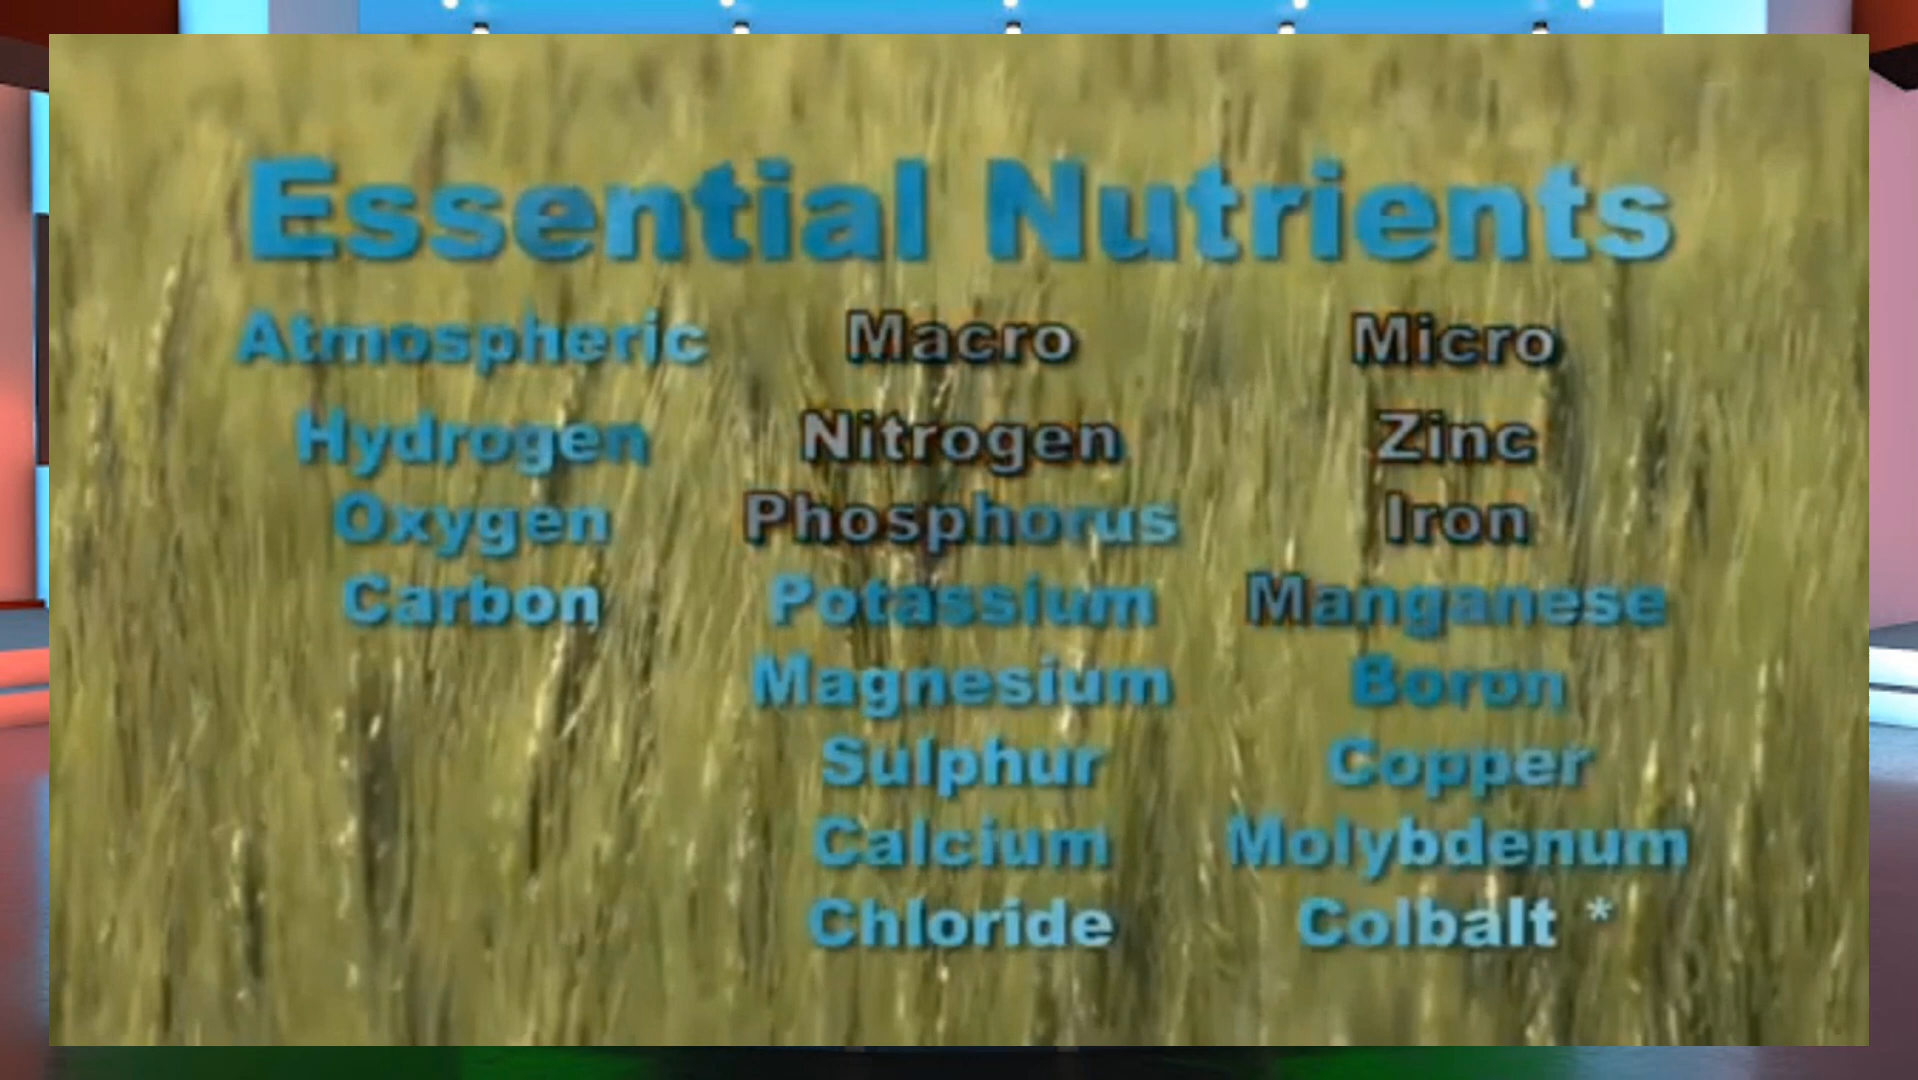 Essential Nutrients
Atmospheric Macro Micro
Hydrogen Nitrogen Zinc
Oxygen Phosphorus Iron
Carbon Potassium Manganese
Magnesium Boron
Sulphur Copper
Calcium Molybdenum
Chloride Colbalt *